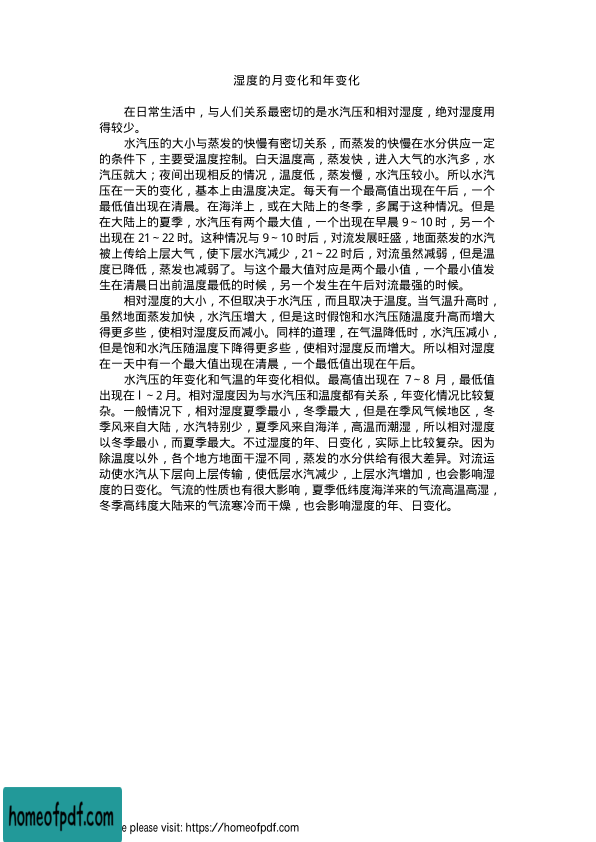 湿度的月变化和年变化
在日常生活中，与人们关系最密切的是水汽压和相对湿度，绝对湿度用
得较少。
水汽压的大小与蒸发的快慢有密切关系，而蒸发的快慢在水分供应一定
的条件下，主要受温度控制。白天温度高，蒸发快，进入大气的水汽多，水
汽压就大；夜间出现相反的情况，温度低，蒸发慢，水汽压较小。所以水汽
压在一天的变化，基本上由温度决定。每天有一个最高值出现在午后，一个
最低值出现在清晨。在海洋上，或在大陆上的冬季，多属于这种情况。但是
在大陆上的夏季，水汽压有两个最大值，一个出现在早晨 9～10 时，另一个
出现在 21～22 时。这种情况与 9～10 时后，对流发展旺盛，地面蒸发的水汽
被上传给上层大气，使下层水汽减少，21～22 时后，对流虽然减弱，但是温
度已降低，蒸发也减弱了。与这个最大值对应是两个最小值，一个最小值发
生在清晨日出前温度最低的时候，另一个发生在午后对流最强的时候。
相对湿度的大小，不但取决于水汽压，而且取决于温度。当气温升高时，
虽然地面蒸发加快，水汽压增大，但是这时假饱和水汽压随温度升高而增大
得更多些，使相对湿度反而减小。同样的道理，在气温降低时，水汽压减小，
但是饱和水汽压随温度下降得更多些，使相对湿度反而增大。所以相对湿度
在一天中有一个最大值出现在清晨，一个最低值出现在午后。
水汽压的年变化和气温的年变化相似。最高值出现在 7～8 月，最低值
出现在 l～2 月。相对湿度因为与水汽压和温度都有关系，年变化情况比较复
杂。一般情况下，相对湿度夏季最小，冬季最大，但是在季风气候地区，冬
季风来自大陆，水汽特别少，夏季风来自海洋，高温而潮湿，所以相对湿度
以冬季最小，而夏季最大。不过湿度的年、日变化，实际上比较复杂。因为
除温度以外，各个地方地面干湿不同，蒸发的水分供给有很大差异。对流运
动使水汽从下层向上层传输，使低层水汽减少，上层水汽增加，也会影响湿
度的日变化。气流的性质也有很大影响，夏季低纬度海洋来的气流高温高湿，
冬季高纬度大陆来的气流寒冷而干燥，也会影响湿度的年、日变化。
homeofpdf.com
e please visit: https://homeofpdf.com